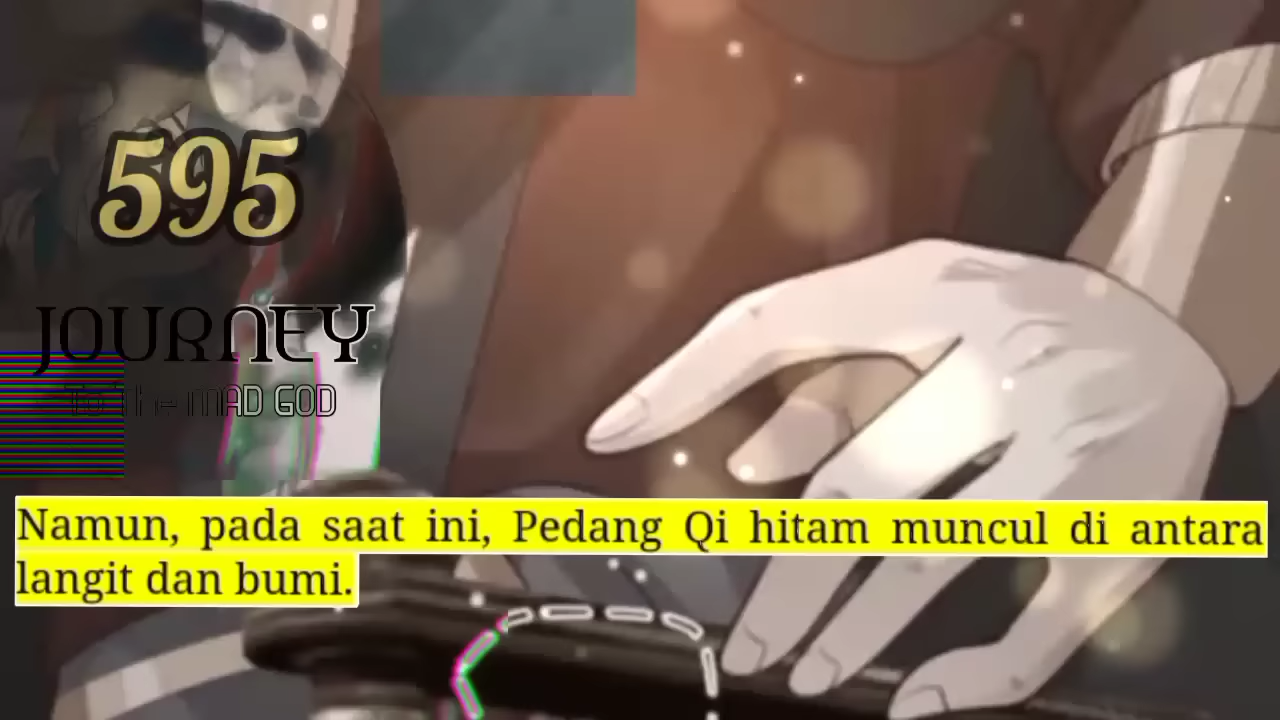 595
JOURNEY
To The MAD GOD
Namun, pada saat ini, Pedang Qi hitam muncul di antara
langit dan bumi.